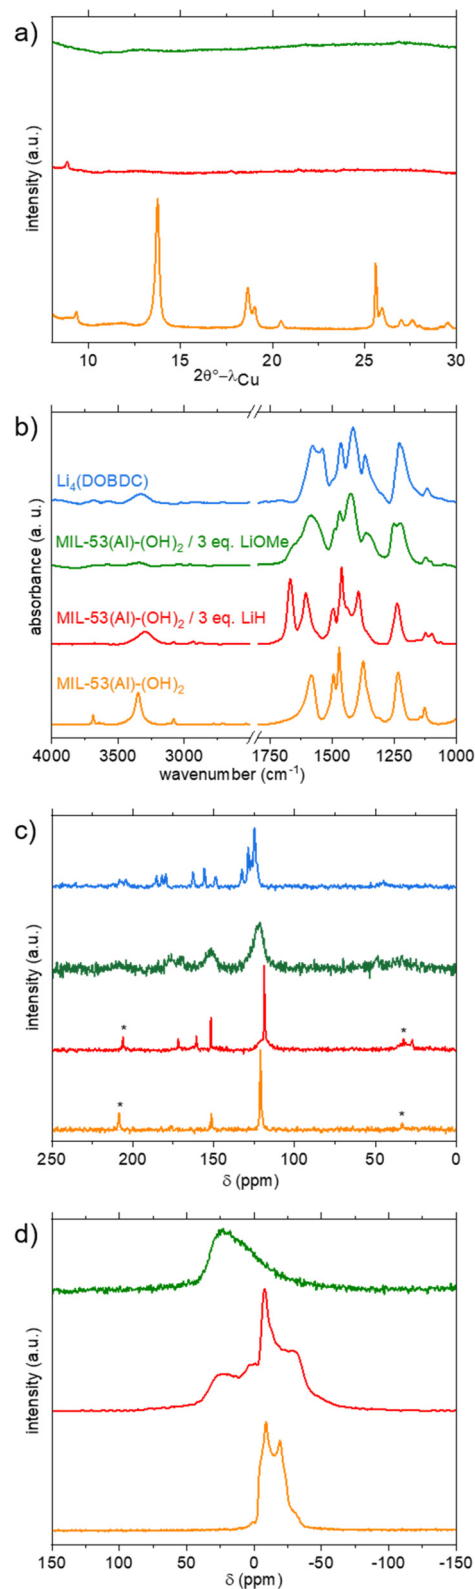 a)
intensity (a.u.)
10 15 20 25 30
2θ°−λCu
b)
absorbance (a. u.)
Li4(DOBDC)
MIL-53(Al)-(OH)2 / 3 eq. LiOMe
MIL-53(Al)-(OH)2 / 3 eq. LiH
MIL-53(Al)-(OH)2
4000 3500 3000 1750 1500 1250 1000
wavenumber (cm-1)
c)
intensity (a.u.)
* *
* *
250 200 150 100 50 0
δ (ppm)
d)
intensity (a.u.)
150 100 50 0 -50 -100 -150
δ (ppm)